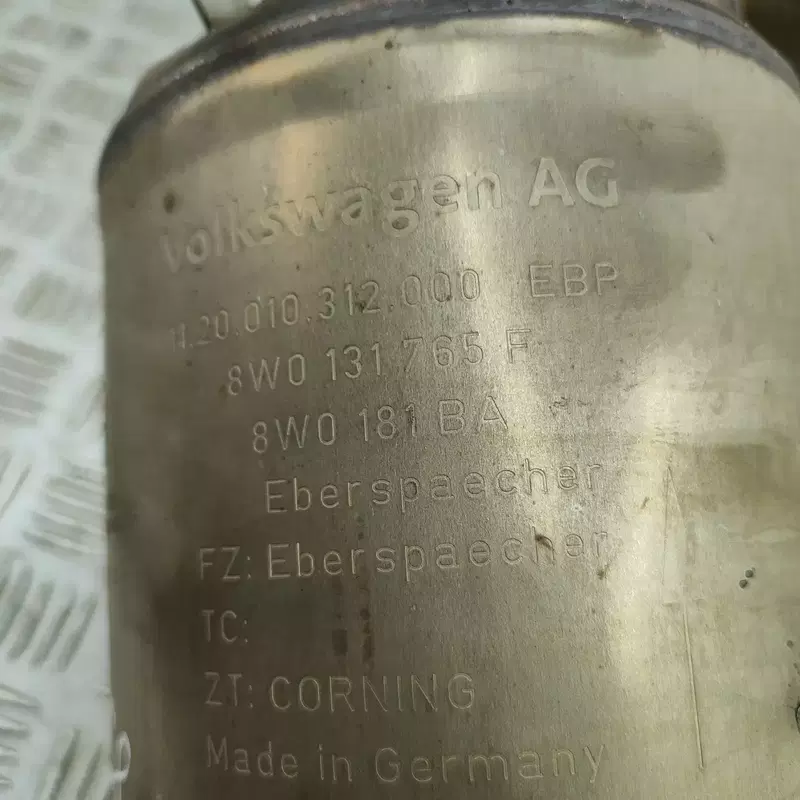 Volkswagen AG
11.20.010.312.000 EBP
8W0 131 765 F
8W0 181 BA
Eberspaecher
FZ: Eberspaecher
TC:
ZT: CORNING
Made in Germany